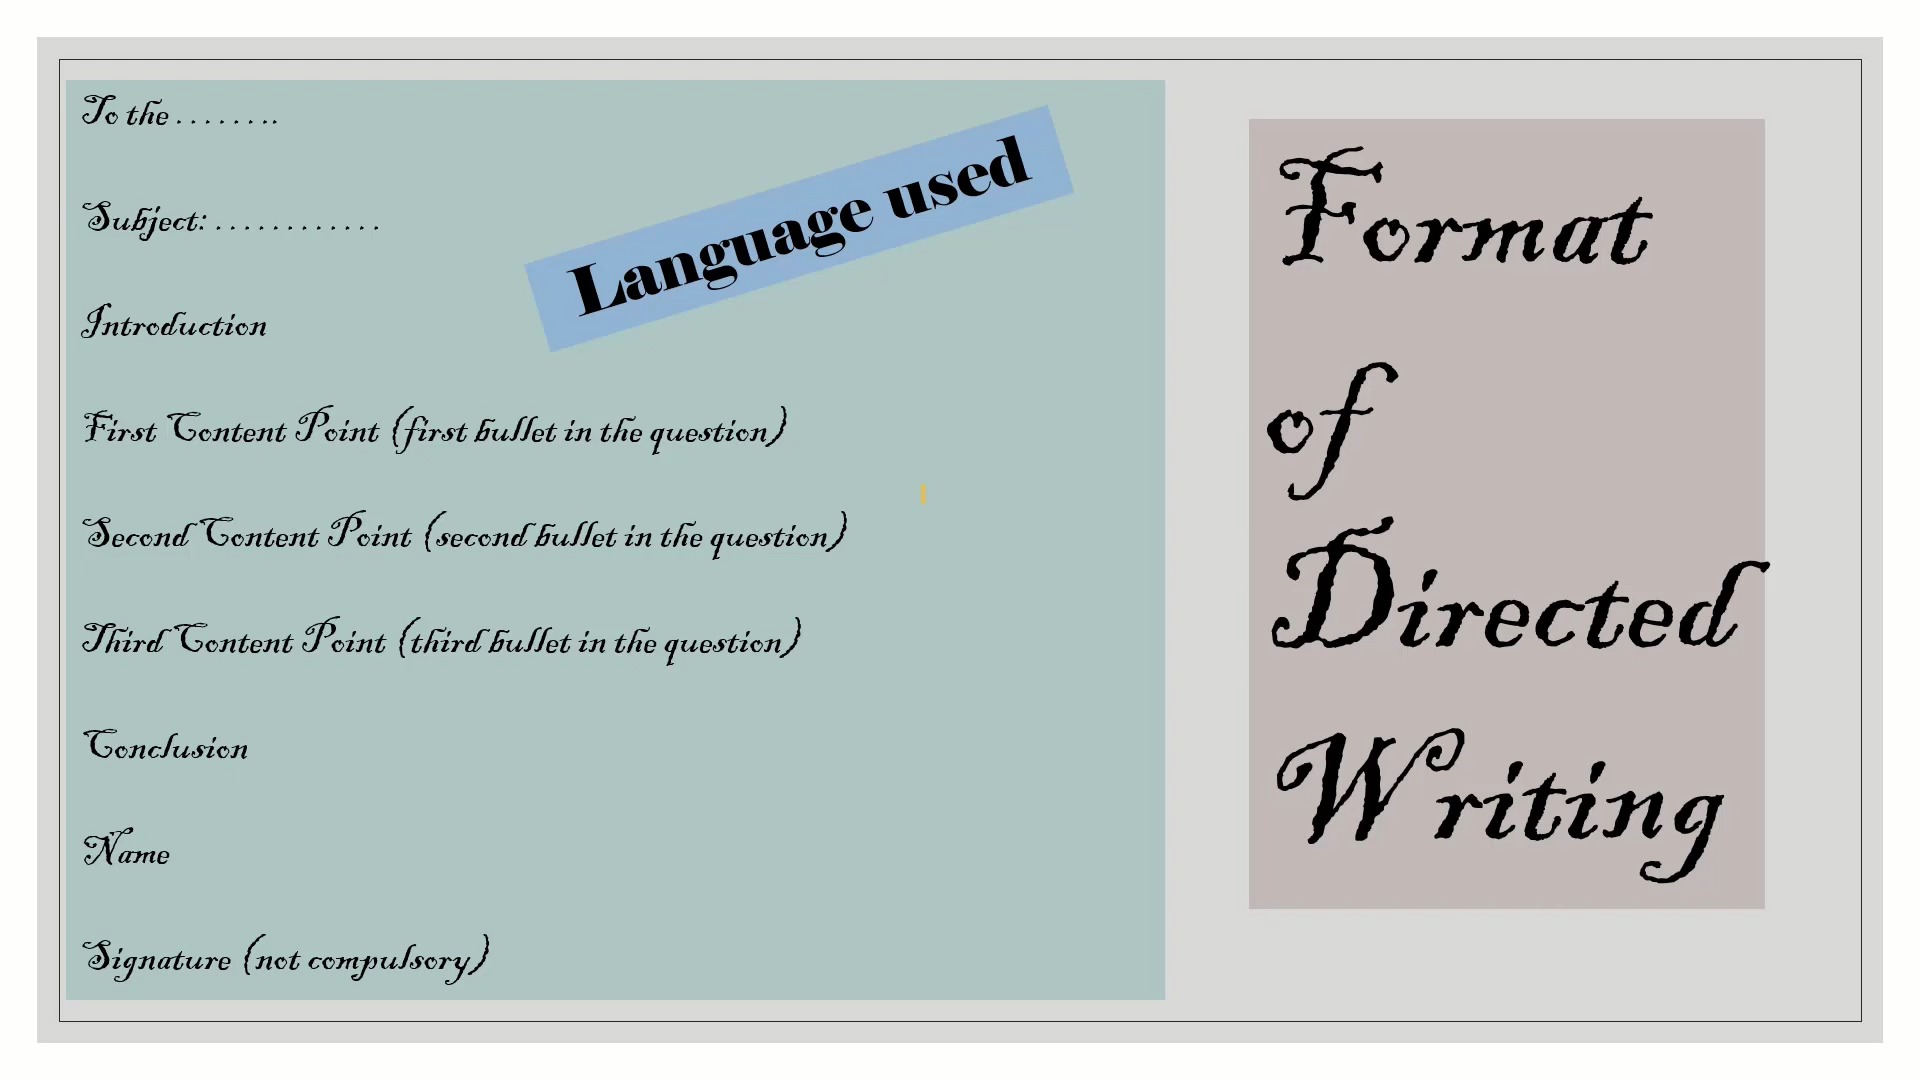 To the . . . . . . . .
Subject: . . . . . . . . . . . .
Introduction
First Content Point (first bullet in the question)
Second Content Point (second bullet in the question)
Third Content Point (third bullet in the question)
Conclusion
Name
Signature (not compulsory)
Language used
Format
of
Directed
Writing